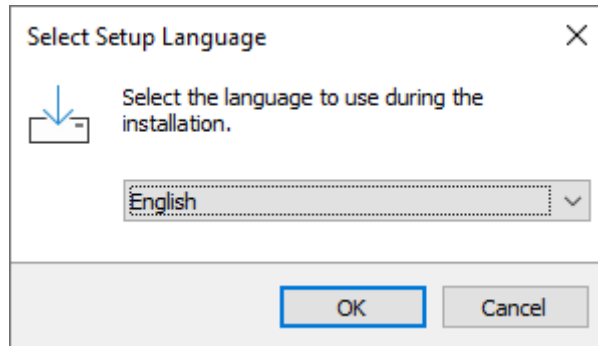 Select Setup Language
Select the language to use during the
installation.
English
OK
Cancel